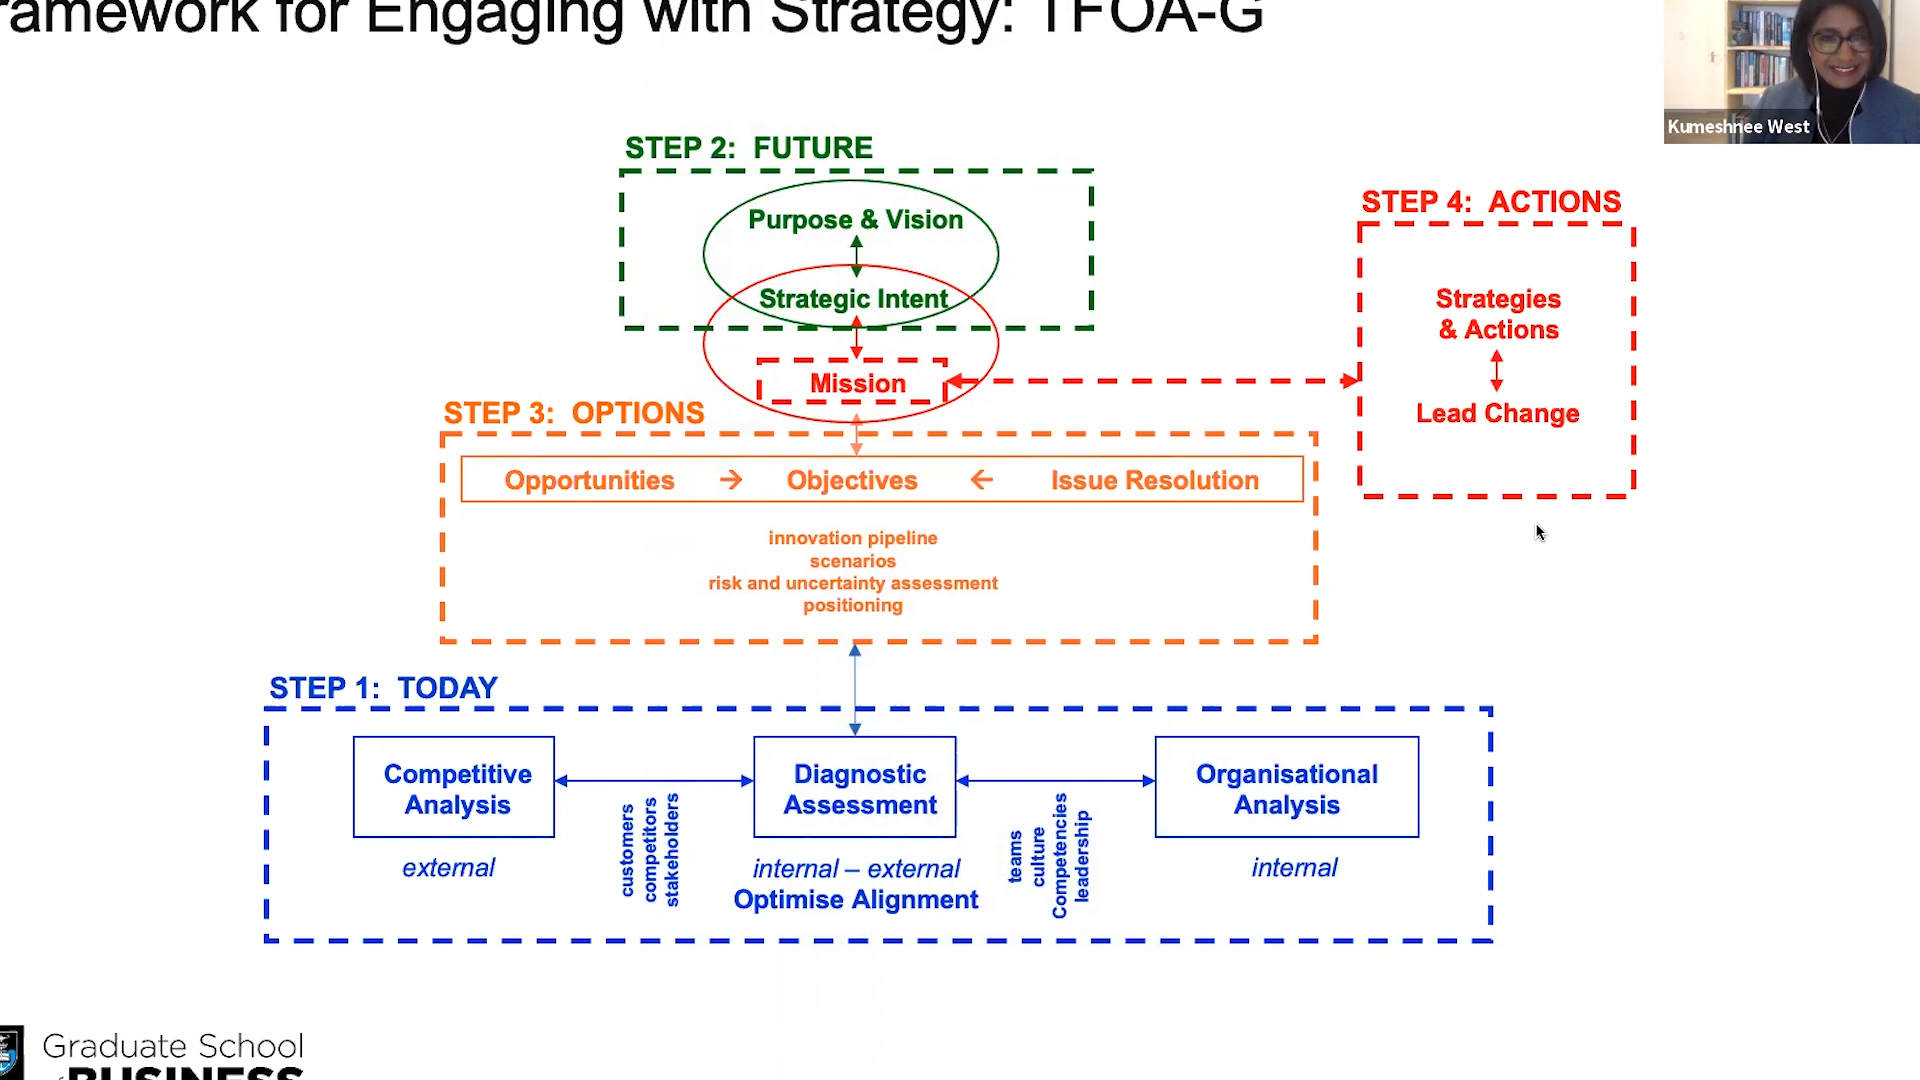 ramework for Engaging with Strategy: TFOA-G
Kumeshnee West
STEP 2: FUTURE
Purpose & Vision
Strategic Intent
Mission
STEP 4: ACTIONS
Strategies
& Actions
Lead Change
STEP 3: OPTIONS
Opportunities → Objectives ← Issue Resolution
innovation pipeline
scenarios
risk and uncertainty assessment
positioning
STEP 1: TODAY
Competitive
Analysis
external
customers
competitors
stakeholders
Diagnostic
Assessment
internal – external
Optimise Alignment
teams
culture
Competencies
leadership
Organisational
Analysis
internal
Graduate School
of BUSINESS